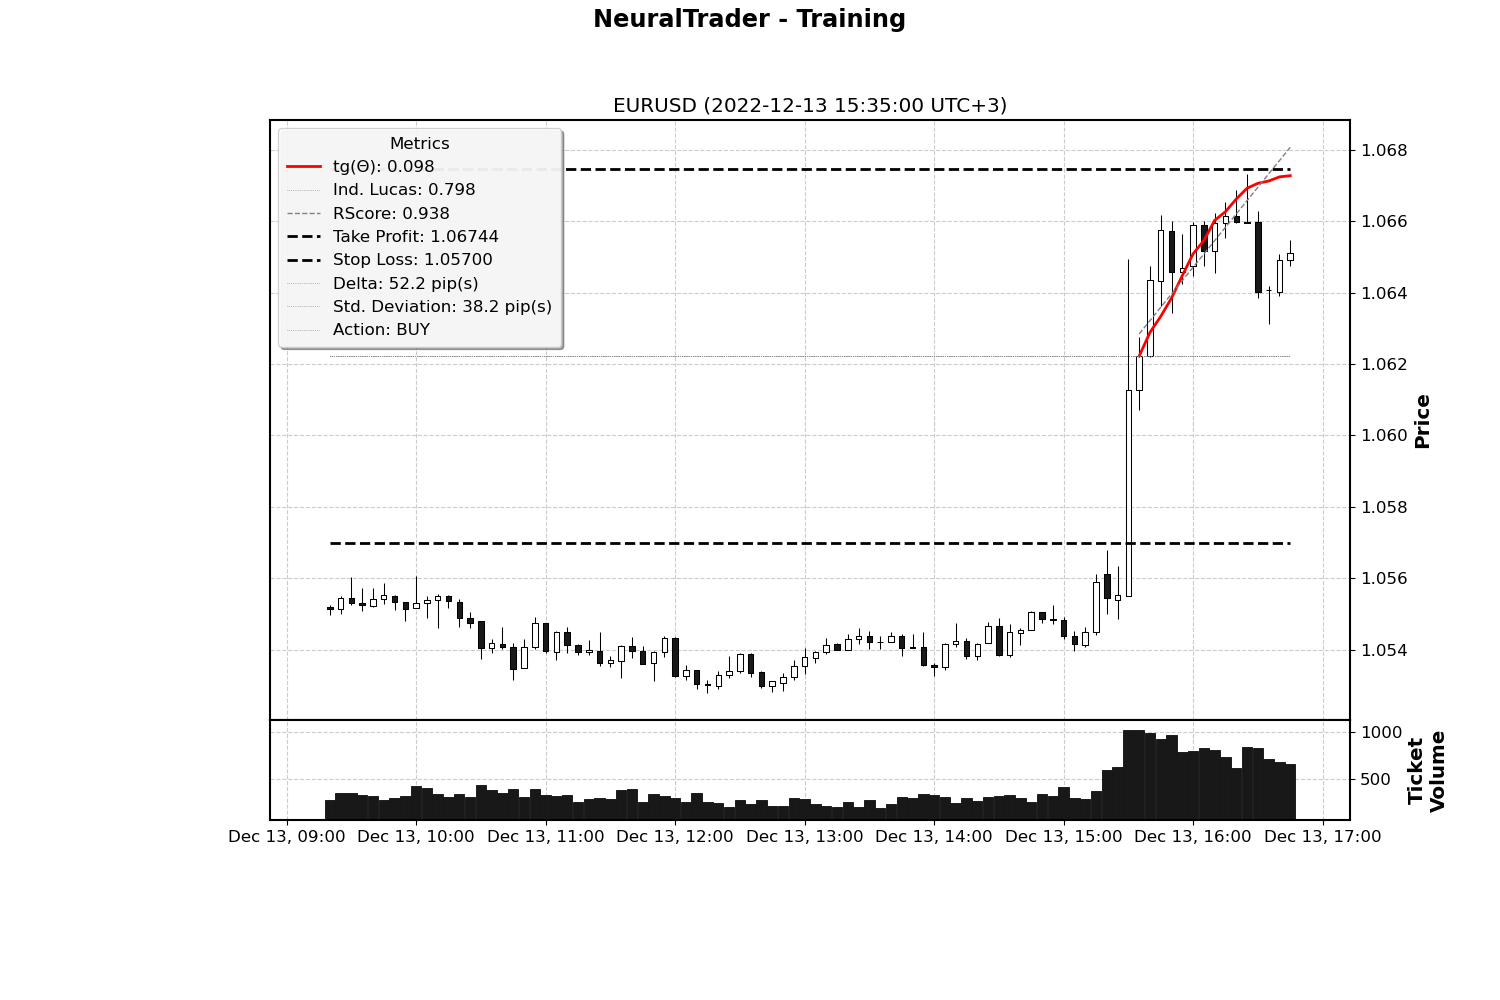 NeuralTrader - Training
EURUSD (2022-12-13 15:35:00 UTC+3)
Metrics
tg(Θ): 0.098
Ind. Lucas: 0.798
RScore: 0.938
Take Profit: 1.06744
Stop Loss: 1.05700
Delta: 52.2 pip(s)
Std. Deviation: 38.2 pip(s)
Action: BUY
1.068
1.066
1.064
1.062
1.060
1.058
1.056
1.054
Price
1000
500
Ticket
Volume
Dec 13, 09:00 Dec 13, 10:00 Dec 13, 11:00 Dec 13, 12:00 Dec 13, 13:00 Dec 13, 14:00 Dec 13, 15:00 Dec 13, 16:00 Dec 13, 17:00